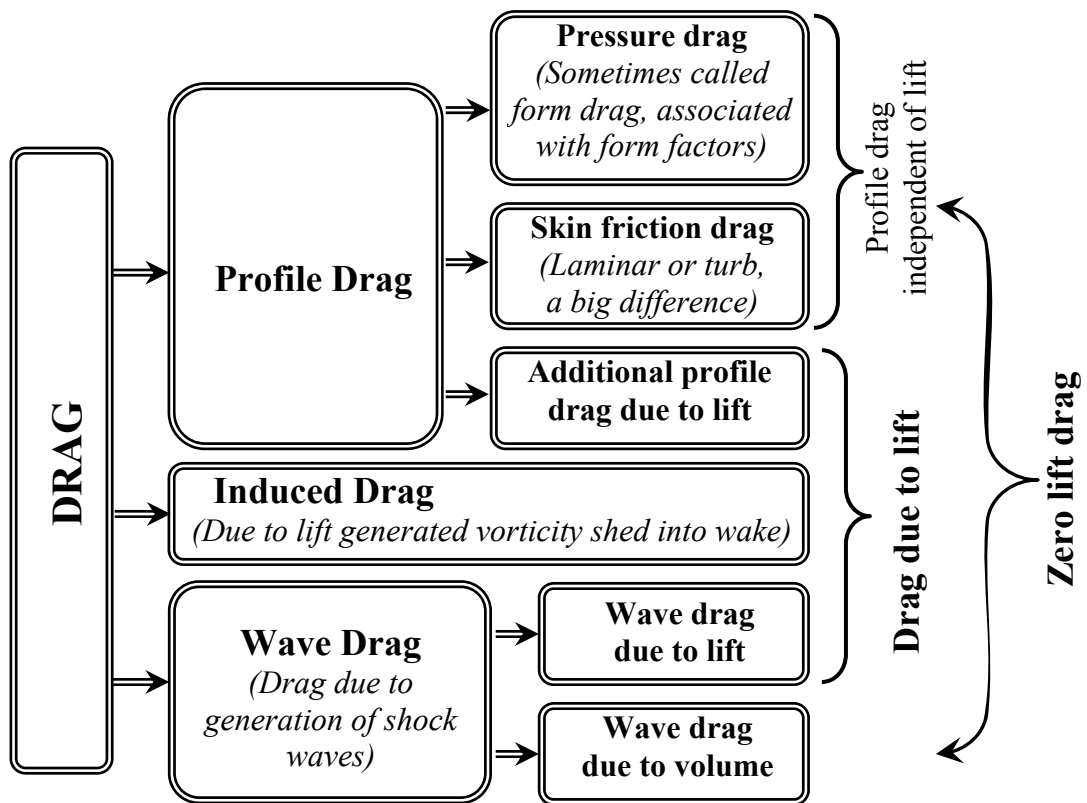 DRAG
Profile Drag
Pressure drag
(Sometimes called
form drag, associated
with form factors)
Skin friction drag
(Laminar or turb,
a big difference)
Additional profile
drag due to lift
Induced Drag
(Due to lift generated vorticity shed into wake)
Wave Drag
(Drag due to
generation of shock
waves)
Wave drag
due to lift
Wave drag
due to volume
Profile drag
independent of lift
Drag due to lift
Zero lift drag